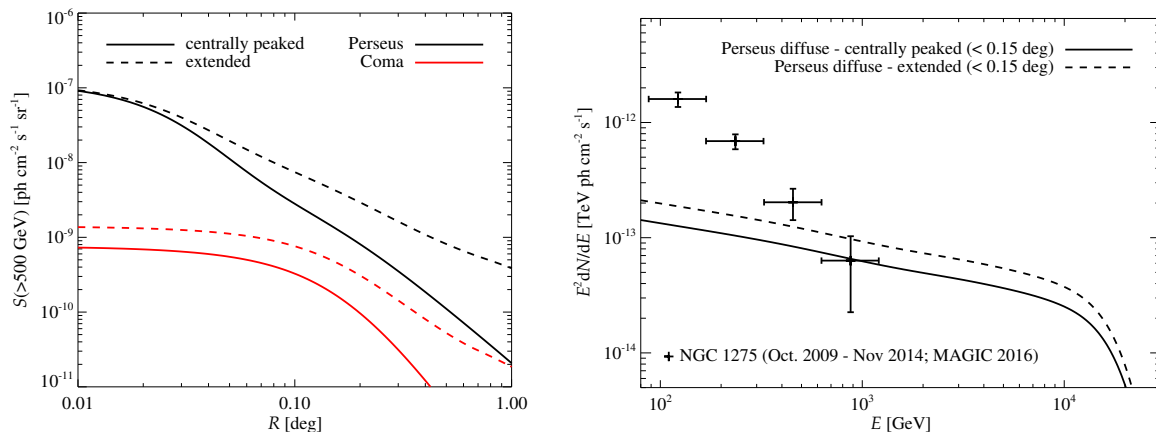 centrally peaked
extended
Perseus
Coma
S(>500 GeV) [ph cm⁻² s⁻¹ sr⁻¹]
10⁻⁶
10⁻⁷
10⁻⁸
10⁻⁹
10⁻¹⁰
10⁻¹¹
0.01 0.10 1.00
R [deg]
Perseus diffuse - centrally peaked (< 0.15 deg)
Perseus diffuse - extended (< 0.15 deg)
E²dN/dE [TeV ph cm⁻² s⁻¹]
10⁻¹²
10⁻¹³
10⁻¹⁴
NGC 1275 (Oct. 2009 - Nov 2014; MAGIC 2016)
10² 10³ 10⁴
E [GeV]